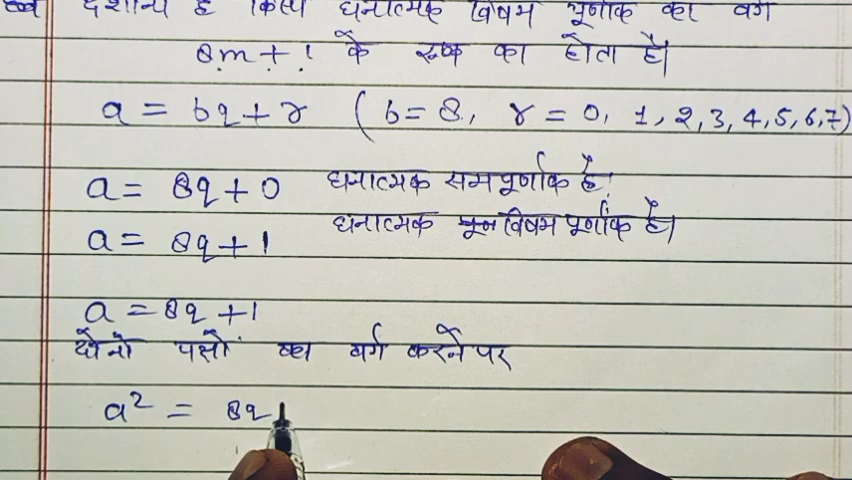 दर्शाइये कि किसी धनात्मक विषम पूर्णांक का वर्ग
8m + 1 के रूप का होता है।
a = bq + r ( b = 8, r = 0, 1, 2, 3, 4, 5, 6, 7)
a = 8q + 0 धनात्मक सम पूर्णांक है।
a = 8q + 1 धनात्मक विषम पूर्णांक है।
a = 8q + 1
दोनों पक्षों का वर्ग करने पर
a² = 8q